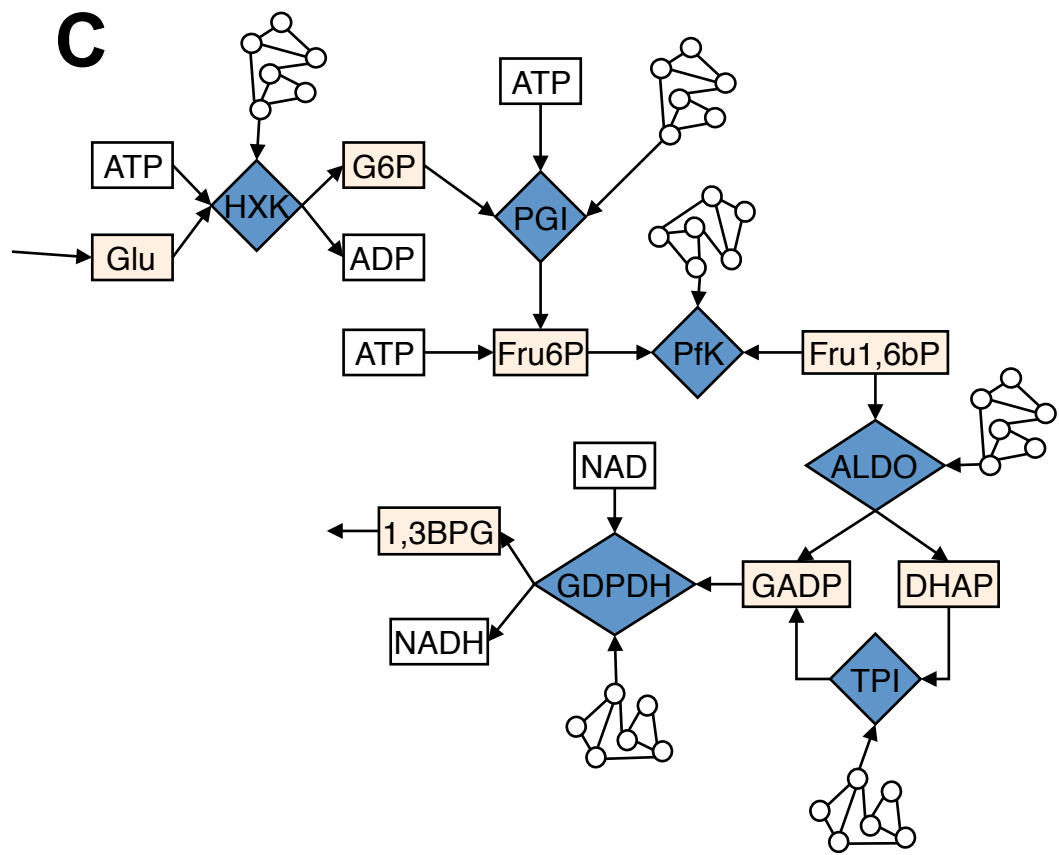 C
ATP
ATP
HXK
G6P
PGI
Glu
ADP
ATP
Fru6P
PfK
Fru1,6bP
ALDO
NAD
1,3BPG
GDPDH
GADP
DHAP
NADH
TPI